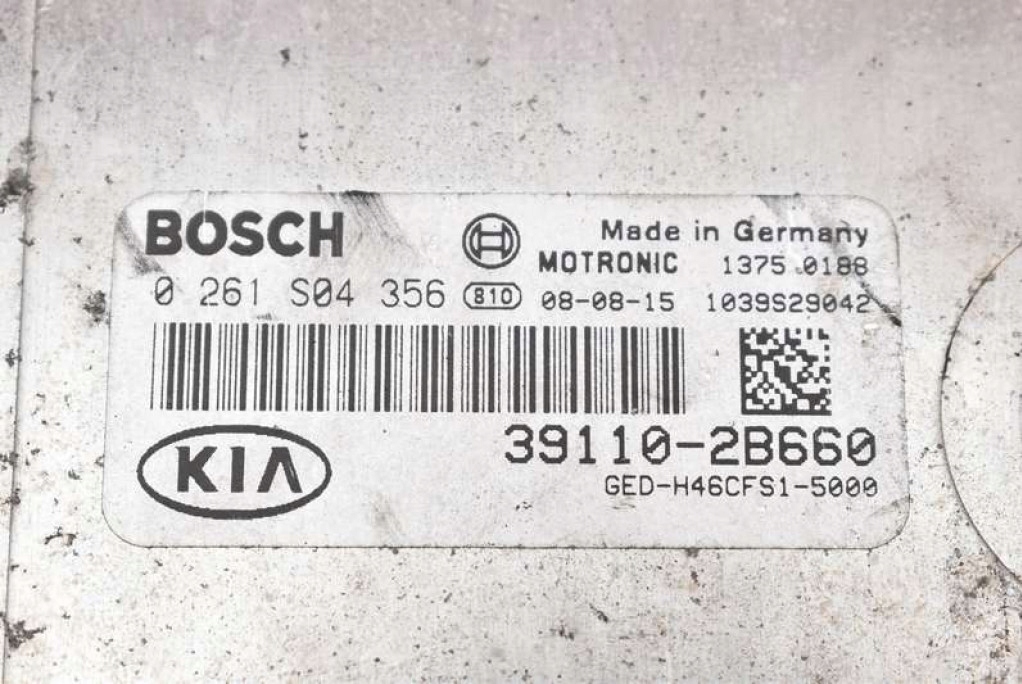 BOSCH
Made in Germany
MOTRONIC 1375 0188
0 261 S04 356 810 08-08-15 1039S29042
39110-2B660
KIA
GED-H46CFS1-5000